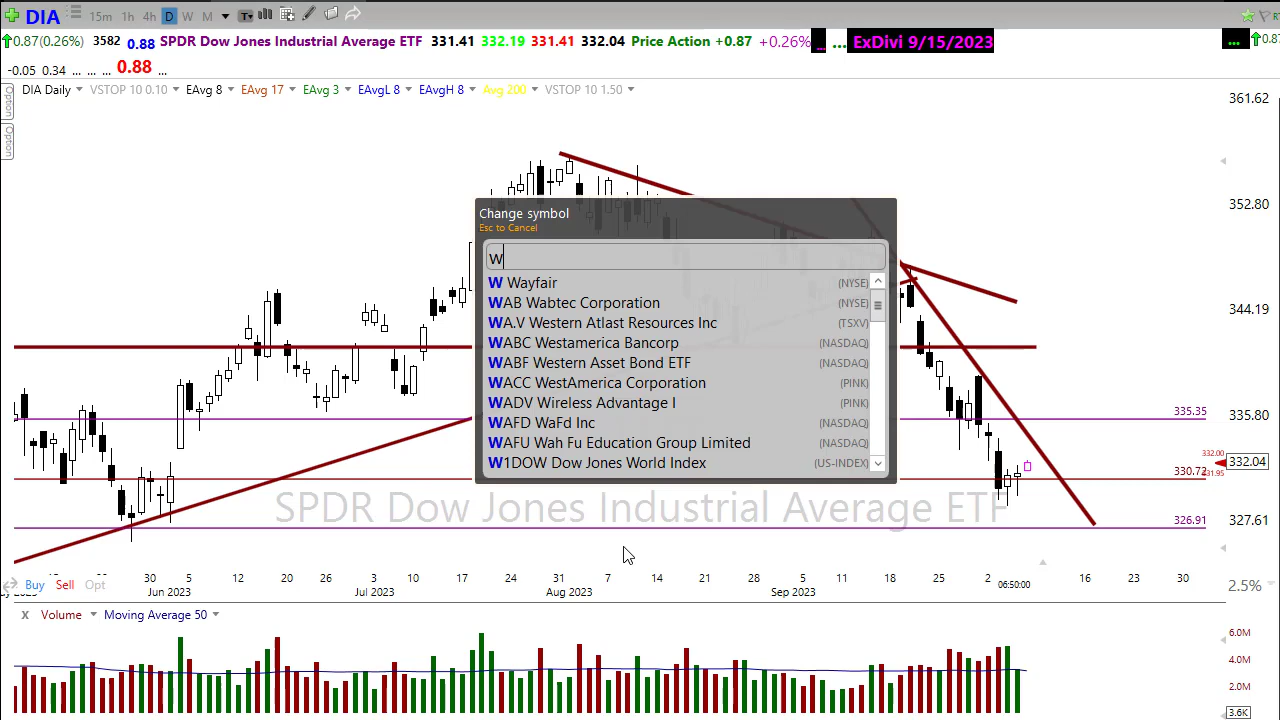 DIA 15m 1h 4h D W M T
0.87(0.26%) 3582 0.88 SPDR Dow Jones Industrial Average ETF 331.41 332.19 331.41 332.04 Price Action +0.87 +0.26% ... ... ExDivi 9/15/2023 ... 0.87
-0.05 0.34 ... ... ... 0.88 ...
DIA Daily VSTOP 10 0.10 EAvg 8 EAvg 17 EAvg 3 EAvgL 8 EAvgH 8 Avg 200 VSTOP 10 1.50
Option
Option
361.62
352.80
344.19
335.80
332.04
327.61
335.35
332.00
330.72
331.95
326.91
Change symbol
Esc to Cancel
W
W Wayfair (NYSE)
WAB Wabtec Corporation (NYSE)
WA.V Western Atlast Resources Inc (TSXV)
WABC Westamerica Bancorp (NASDAQ)
WABF Western Asset Bond ETF (NASDAQ)
WACC WestAmerica Corporation (PINK)
WADV Wireless Advantage I (PINK)
WAFD WaFd Inc (NASDAQ)
WAFU Wah Fu Education Group Limited (NASDAQ)
W1DOW Dow Jones World Index (US-INDEX)
SPDR Dow Jones Industrial Average ETF
30 5 12 20 26 3 10 17 24 31 7 14 21 28 5 11 18 25 2 06:50:00 16 23 30
Buy Sell Opt 2.5%
y 2023 Jun 2023 Jul 2023 Aug 2023 Sep 2023
X Volume Moving Average 50
6.0M
4.0M
2.0M
3.6K